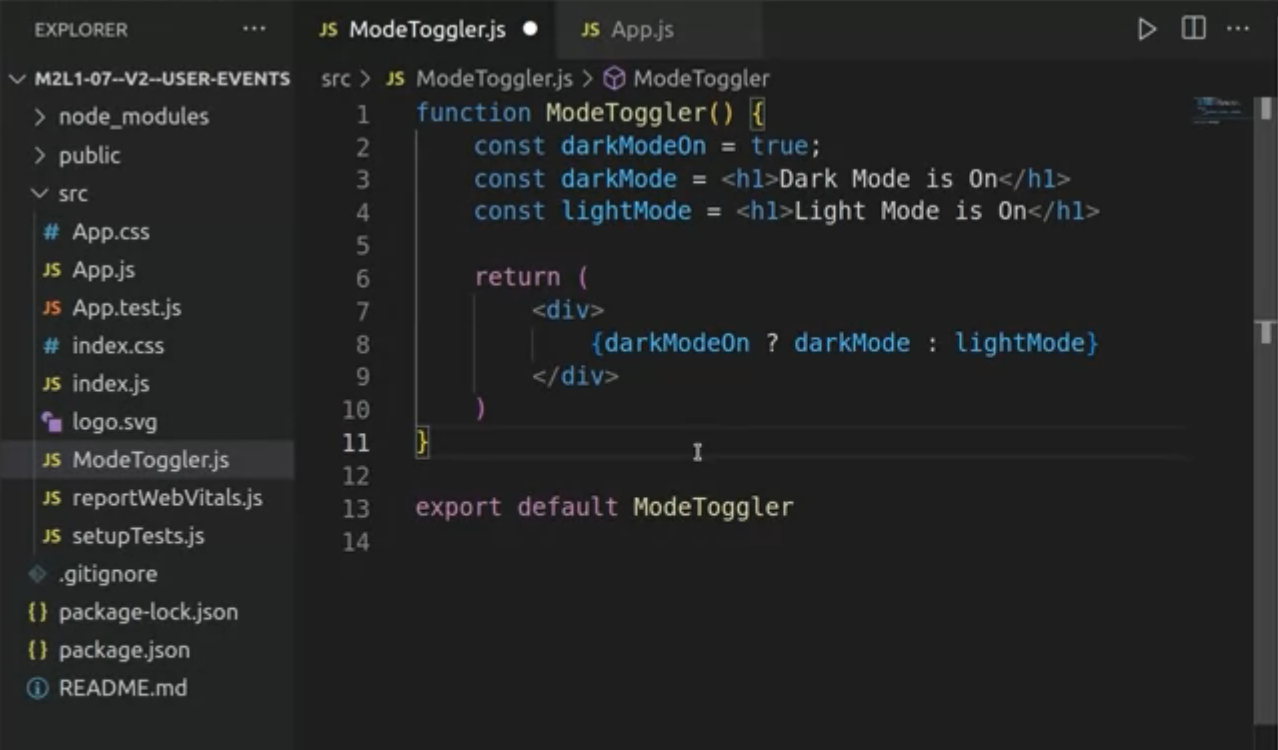 EXPLORER ···
M2L1-07--V2--USER-EVENTS
node_modules
public
src
# App.css
JS App.js
JS App.test.js
# index.css
JS index.js
logo.svg
JS ModeToggler.js
JS reportWebVitals.js
JS setupTests.js
.gitignore
{} package-lock.json
{} package.json
README.md
JS ModeToggler.js ● JS App.js ···
src > JS ModeToggler.js > ModeToggler
1 function ModeToggler() {
2     const darkModeOn = true;
3     const darkMode = <h1>Dark Mode is On</h1>
4     const lightMode = <h1>Light Mode is On</h1>
5
6     return (
7         <div>
8             {darkModeOn ? darkMode : lightMode}
9         </div>
10     )
11 }
12
13 export default ModeToggler
14